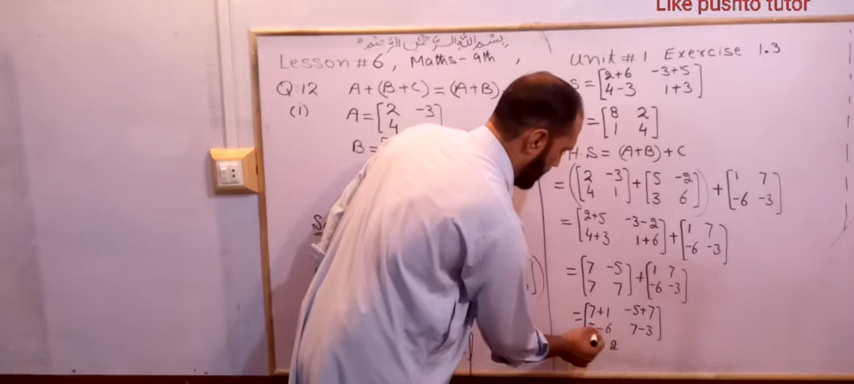 Like pushto tutor
بسم الله الرحمن الرحيم
Lesson # 6, Maths - 9th,
Q:12 A+(B+C) = (A+B)
(i) A = [2 -3
4
B =
Unit # 1 Exercise 1.3
S = [2+6 -3+5]
[4-3 1+3]
= [8 2]
[1 4]
H.S = (A+B)+C
= ([2 -3] + [5 -2]) + [1 7]
[4 1] [3 6] [-6 -3]
= [2+5 -3-2] + [1 7]
[4+3 1+6] [-6 -3]
= [7 -5] + [1 7]
[7 7] [-6 -3]
= [7+1 -5+7]
-6 7-3]
2